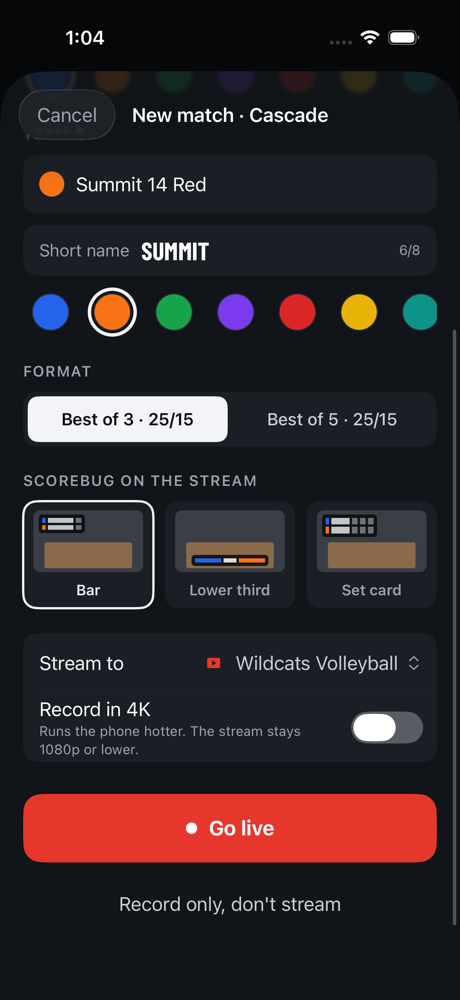 1:04
Cancel
New match · Cascade
Summit 14 Red
Short name SUMMIT 6/8
FORMAT
Best of 3 · 25/15
Best of 5 · 25/15
SCOREBUG ON THE STREAM
Bar
Lower third
Set card
Stream to Wildcats Volleyball
Record in 4K
Runs the phone hotter. The stream stays
1080p or lower.
Go live
Record only, don't stream